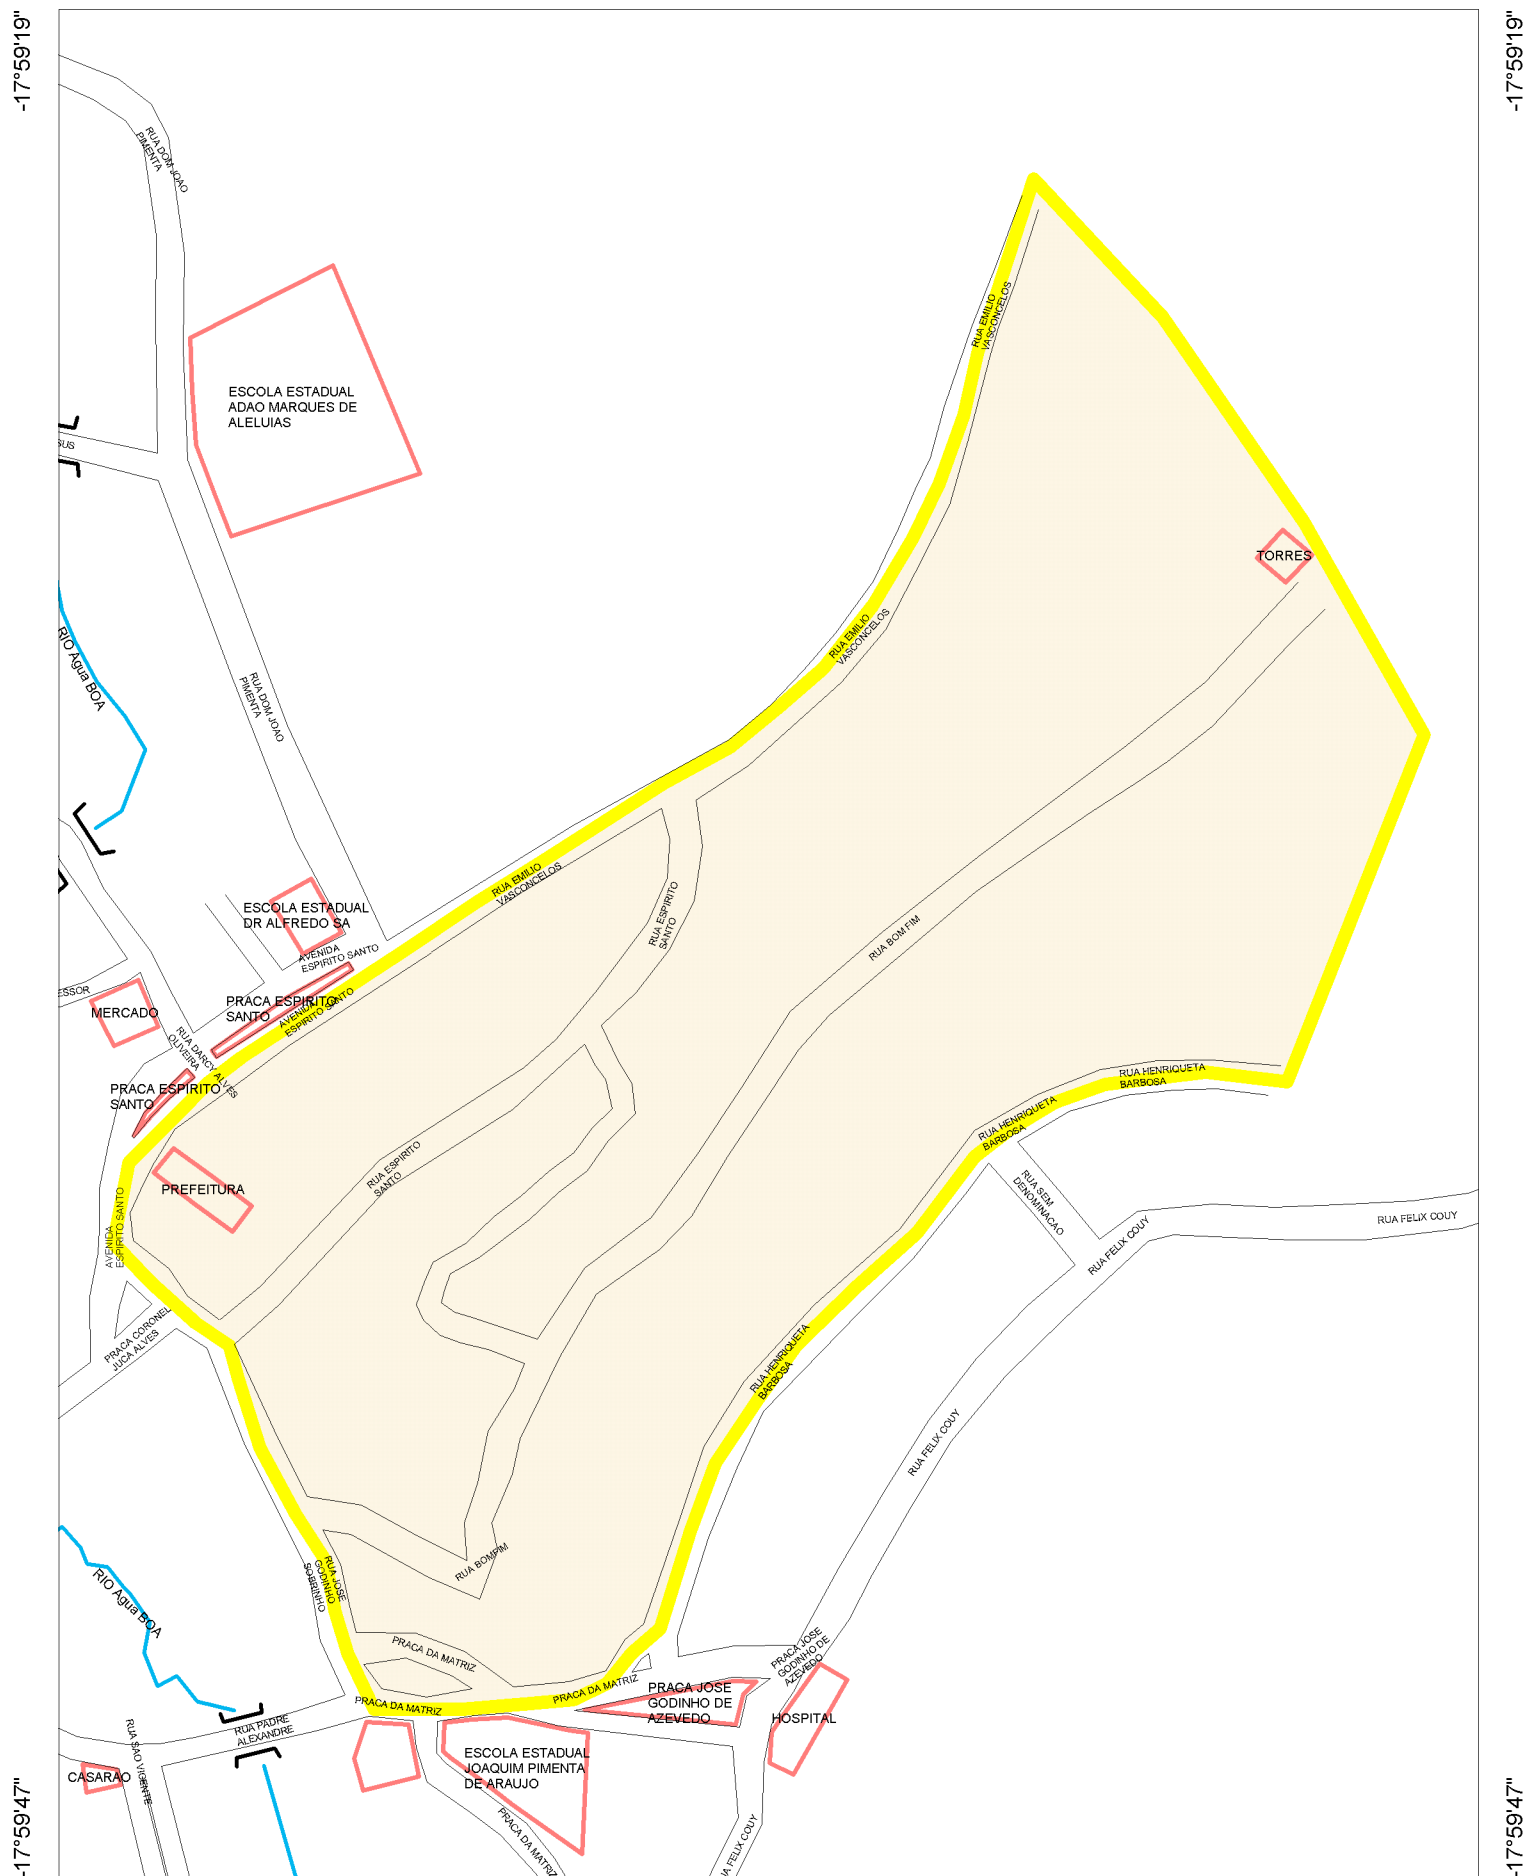 -17°59'19"
-17°59'19"
RUA DOM JOAO
PIMENTA
RUA EMILIO
VASCONCELOS
ESCOLA ESTADUAL
ADAO MARQUES DE
ALELUIAS
SUS
TORRES
RIO Agua BOA
RUA EMILIO
VASCONCELOS
RUA DOM JOAO
PIMENTA
RUA EMILIO
VASCONCELOS
ESCOLA ESTADUAL
DR ALFREDO SA
RUA ESPIRITO
SANTO
RUA BOM FIM
AVENIDA
ESPIRITO SANTO
ESSOR
MERCADO
PRACA ESPIRITO
SANTO
AVENIDA
ESPIRITO SANTO
RUA DARCY ALVES
OLIVEIRA
PRACA ESPIRITO
SANTO
RUA HENRIQUETA
BARBOSA
RUA HENRIQUETA
BARBOSA
RUA ESPIRITO
SANTO
PREFEITURA
RUA SEM
DENOMINACAO
AVENIDA
ESPIRITO SANTO
RUA FELIX COUY
RUA FELIX COUY
PRACA CORONEL
JUCA ALVES
RUA HENRIQUETA
BARBOSA
RUA FELIX COUY
RUA BOMFIM
RUA JOSE
GODINHO
SOBRINHO
RIO Agua BOA
PRACA DA MATRIZ
PRACA JOSE
GODINHO DE
AZEVEDO
PRACA DA MATRIZ
PRACA DA MATRIZ
PRACA JOSE
GODINHO DE
AZEVEDO
HOSPITAL
RUA PADRE
ALEXANDRE
RUA SAO VICENTE
CASARAO
ESCOLA ESTADUAL
JOAQUIM PIMENTA
DE ARAUJO
PRACA DA MATRIZ
UA FELIX COUY
-17°59'47"
-17°59'47"